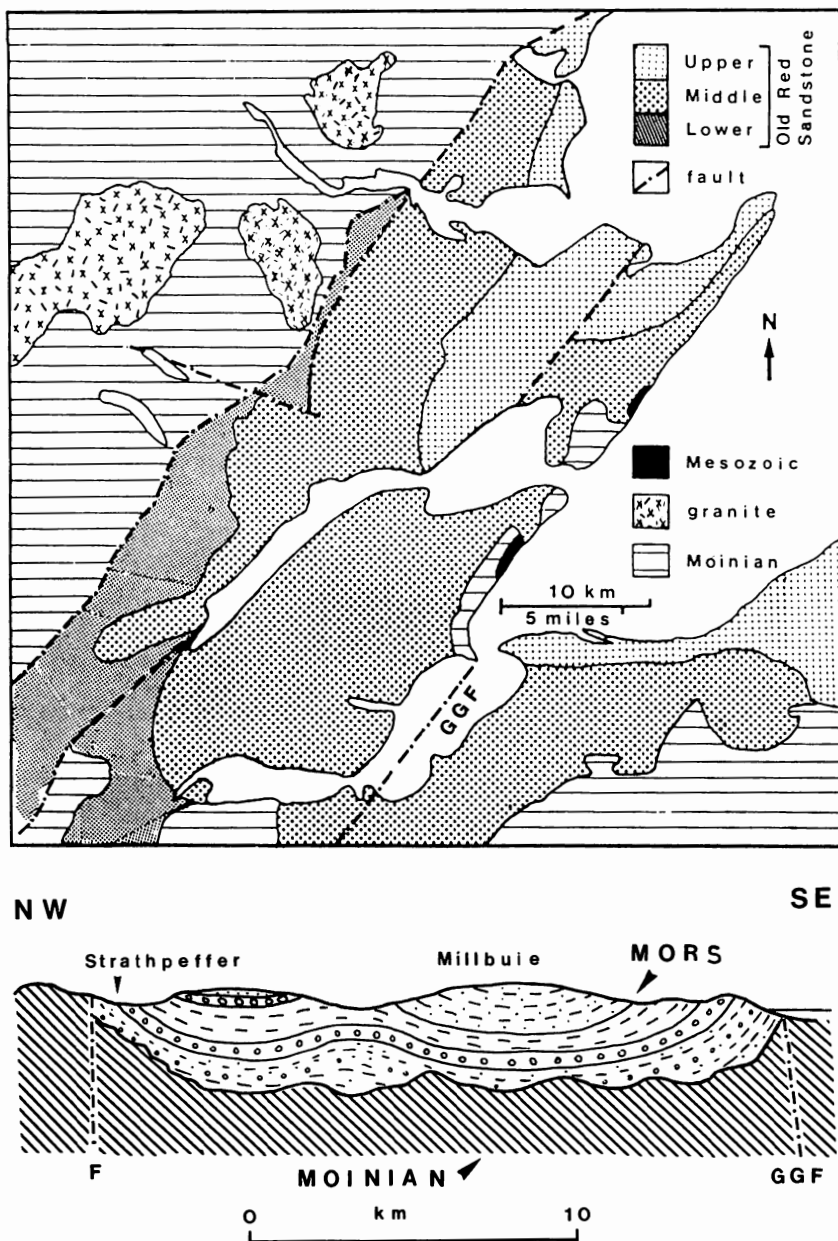 Upper
Middle
Lower
Old Red
Sandstone
fault
N
Mesozoic
granite
Moinian
10 km
5 miles
GGF
NW
SE
Strathpeffer
Millbuie
MORS
F
MOINIAN
GGF
0 km 10